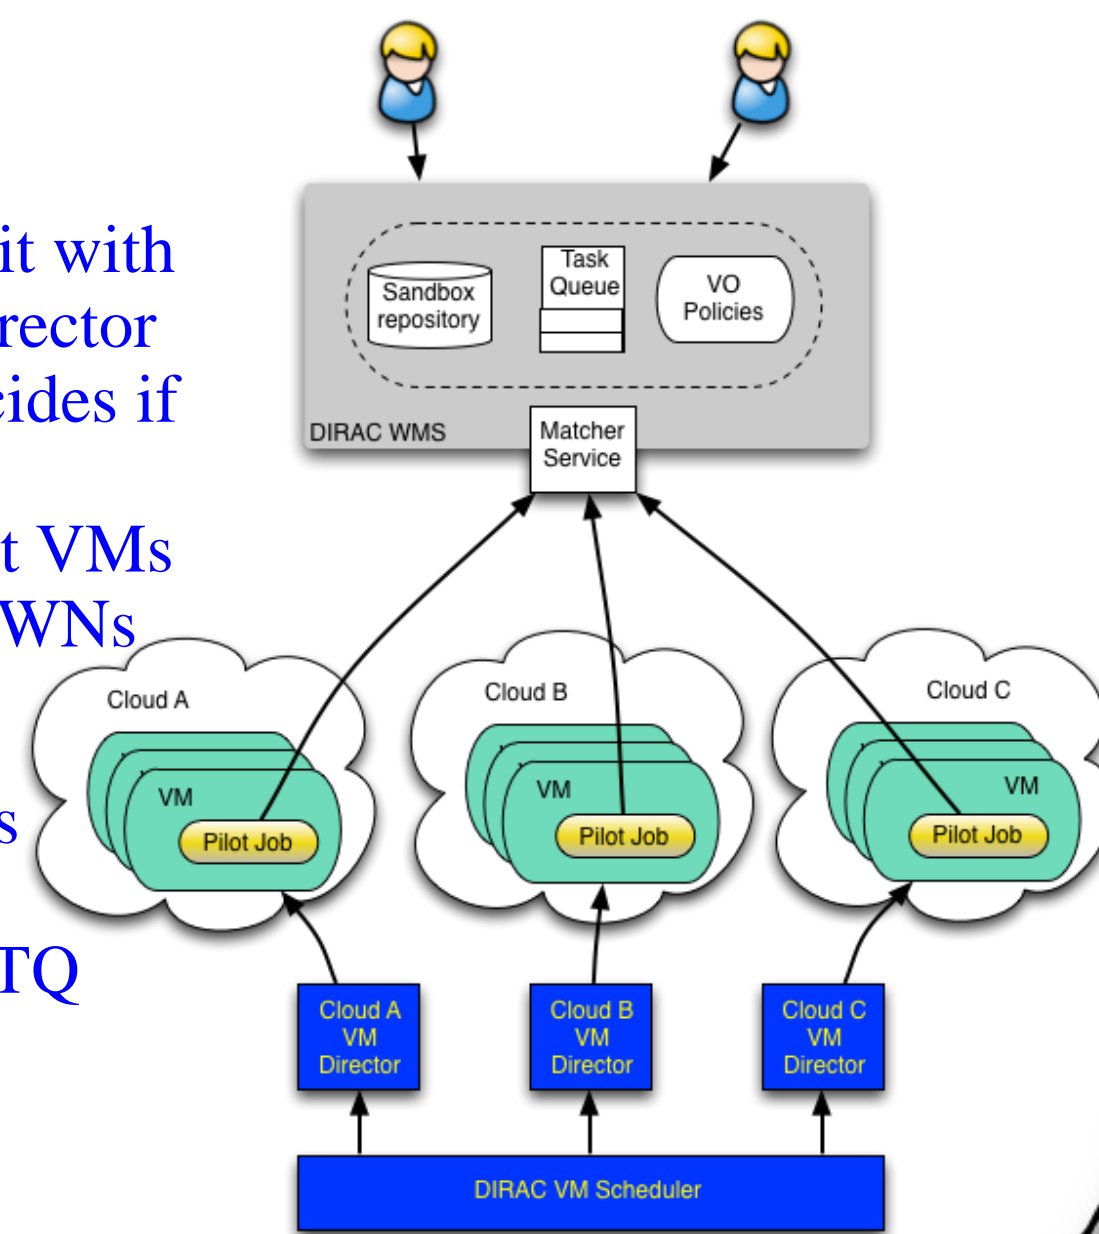 it with
rector
cides if
t VMs
WNs
s
TQ
Sandbox
repository
Task
Queue
VO
Policies
DIRAC WMS
Matcher
Service
Cloud A
VM
Pilot Job
Cloud B
VM
Pilot Job
Cloud C
VM
Pilot Job
Cloud A
VM
Director
Cloud B
VM
Director
Cloud C
VM
Director
DIRAC VM Scheduler